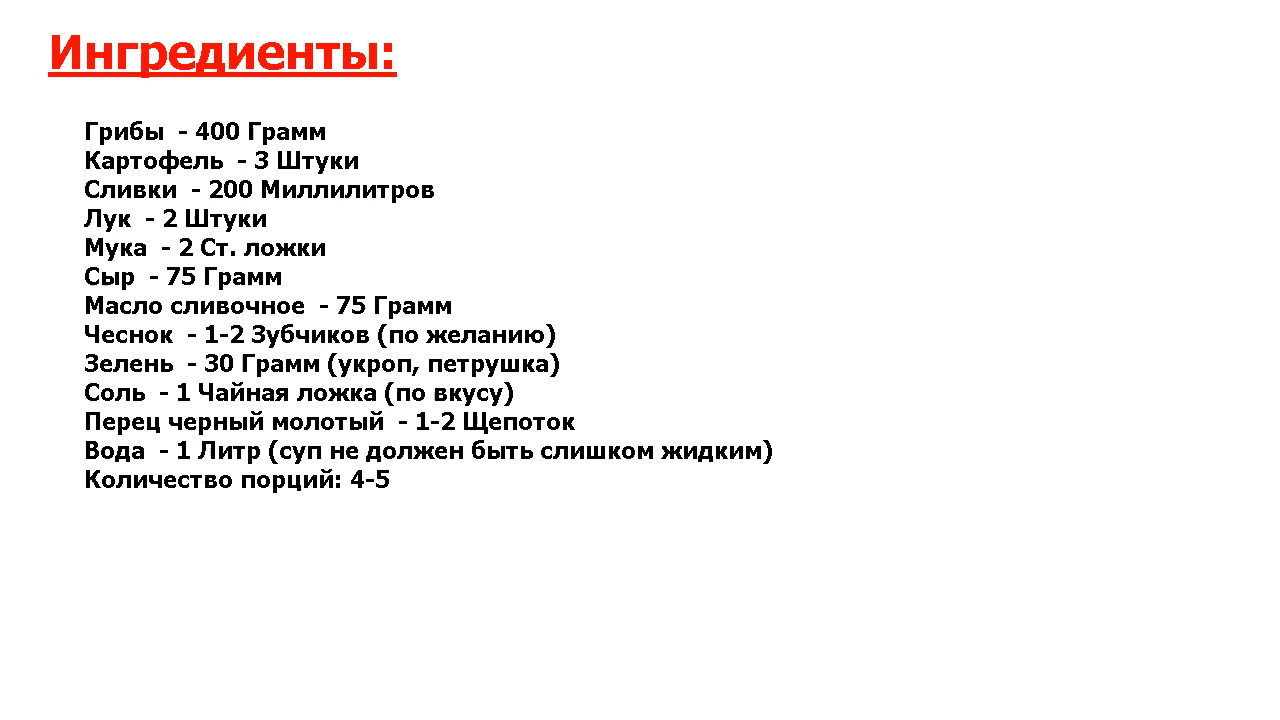 Ингредиенты:
Грибы - 400 Грамм
Картофель - 3 Штуки
Сливки - 200 Миллилитров
Лук - 2 Штуки
Мука - 2 Ст. ложки
Сыр - 75 Грамм
Масло сливочное - 75 Грамм
Чеснок - 1-2 Зубчиков (по желанию)
Зелень - 30 Грамм (укроп, петрушка)
Соль - 1 Чайная ложка (по вкусу)
Перец черный молотый - 1-2 Щепоток
Вода - 1 Литр (суп не должен быть слишком жидким)
Количество порций: 4-5